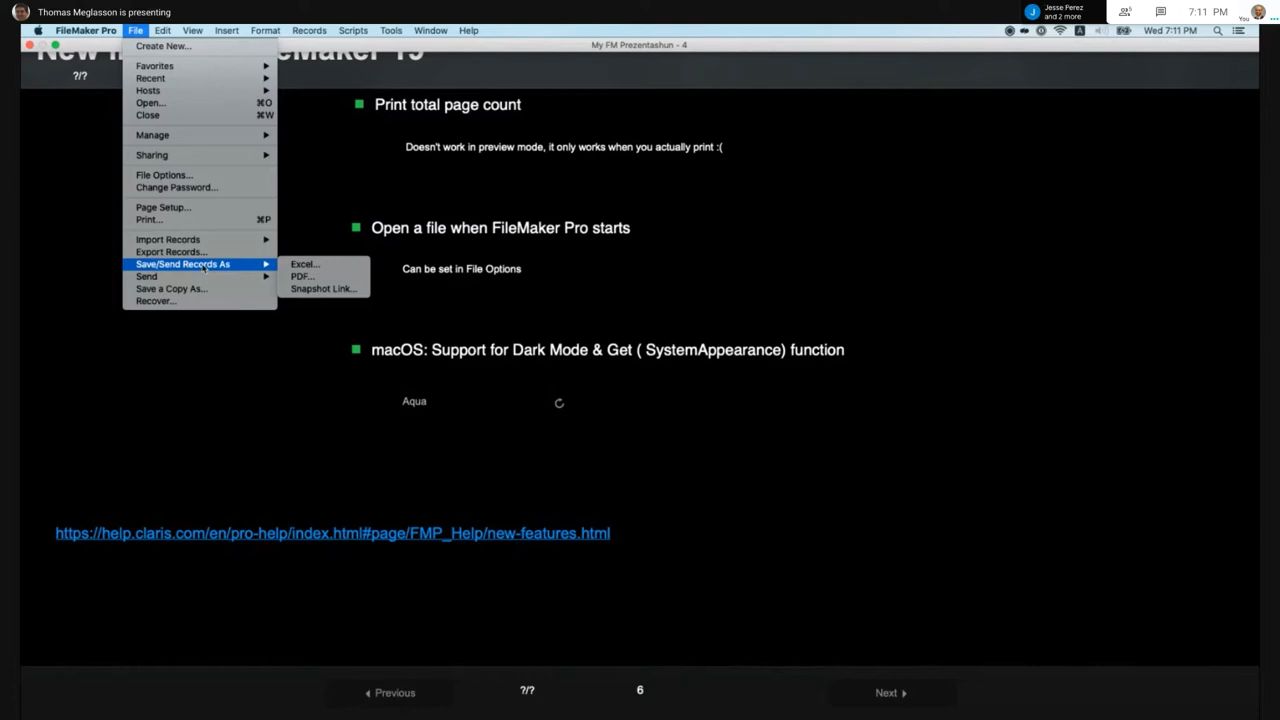 Thomas Meglasson is presenting
Jesse Perez
and 2 more
J
7:11 PM
You
FileMaker Pro File Edit View Insert Format Records Scripts Tools Window Help
Wed 7:11 PM
My FM Prezentashun - 4
?/?
Create New...
Favorites
Recent
Hosts
Open... ⌘O
Close ⌘W
Manage
Sharing
File Options...
Change Password...
Page Setup...
Print... ⌘P
Import Records
Export Records...
Save/Send Records As
Send
Save a Copy As...
Recover...
Excel...
PDF...
Snapshot Link...
Print total page count
Doesn't work in preview mode, it only works when you actually print :(
Open a file when FileMaker Pro starts
Can be set in File Options
macOS: Support for Dark Mode & Get ( SystemAppearance) function
Aqua
https://help.claris.com/en/pro-help/index.html#page/FMP_Help/new-features.html
Previous ?/? 6 Next